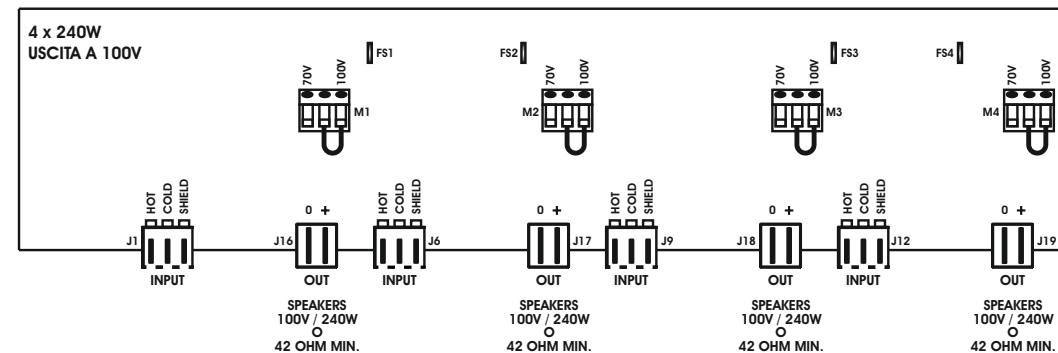 4 x 240W
USCITA A 100V
FS1
FS2
FS3
FS4
70V 100V
M1
70V 100V
M2
70V 100V
M3
70V 100V
M4
HOT COLD SHIELD
J1
INPUT
0 +
J16
OUT
SPEAKERS
100V / 240W
O
42 OHM MIN.
HOT COLD SHIELD
J6
INPUT
0 +
J17
OUT
SPEAKERS
100V / 240W
O
42 OHM MIN.
HOT COLD SHIELD
J9
INPUT
0 +
J18
OUT
SPEAKERS
100V / 240W
O
42 OHM MIN.
HOT COLD SHIELD
J12
INPUT
0 +
J19
OUT
SPEAKERS
100V / 240W
O
42 OHM MIN.